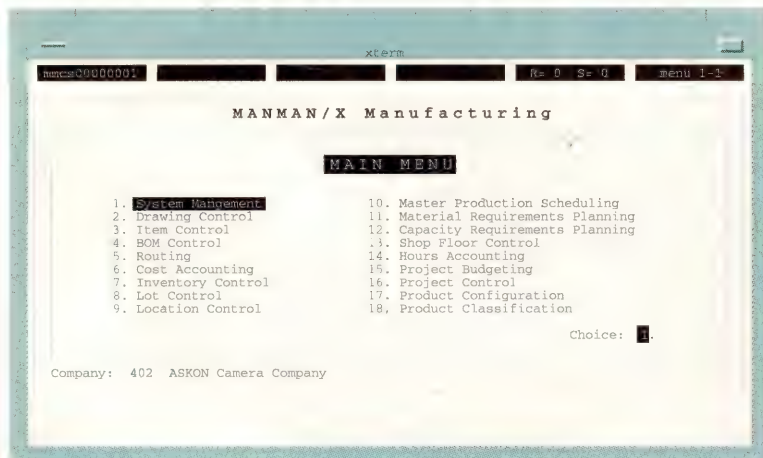 xterm
mmcs00000001 R= 0 S= 0 menu 1-1
MANMAN/X Manufacturing
MAIN MENU
1. System Mangement
2. Drawing Control
3. Item Control
4. BOM Control
5. Routing
6. Cost Accounting
7. Inventory Control
8. Lot Control
9. Location Control
10. Master Production Scheduling
11. Material Requirements Planning
12. Capacity Requirements Planning
.3. Shop Floor Control
14. Hours Accounting
15. Project Budgeting
16. Project Control
17. Product Configuration
18, Product Classification
Choice: 1.
Company: 402 ASKON Camera Company